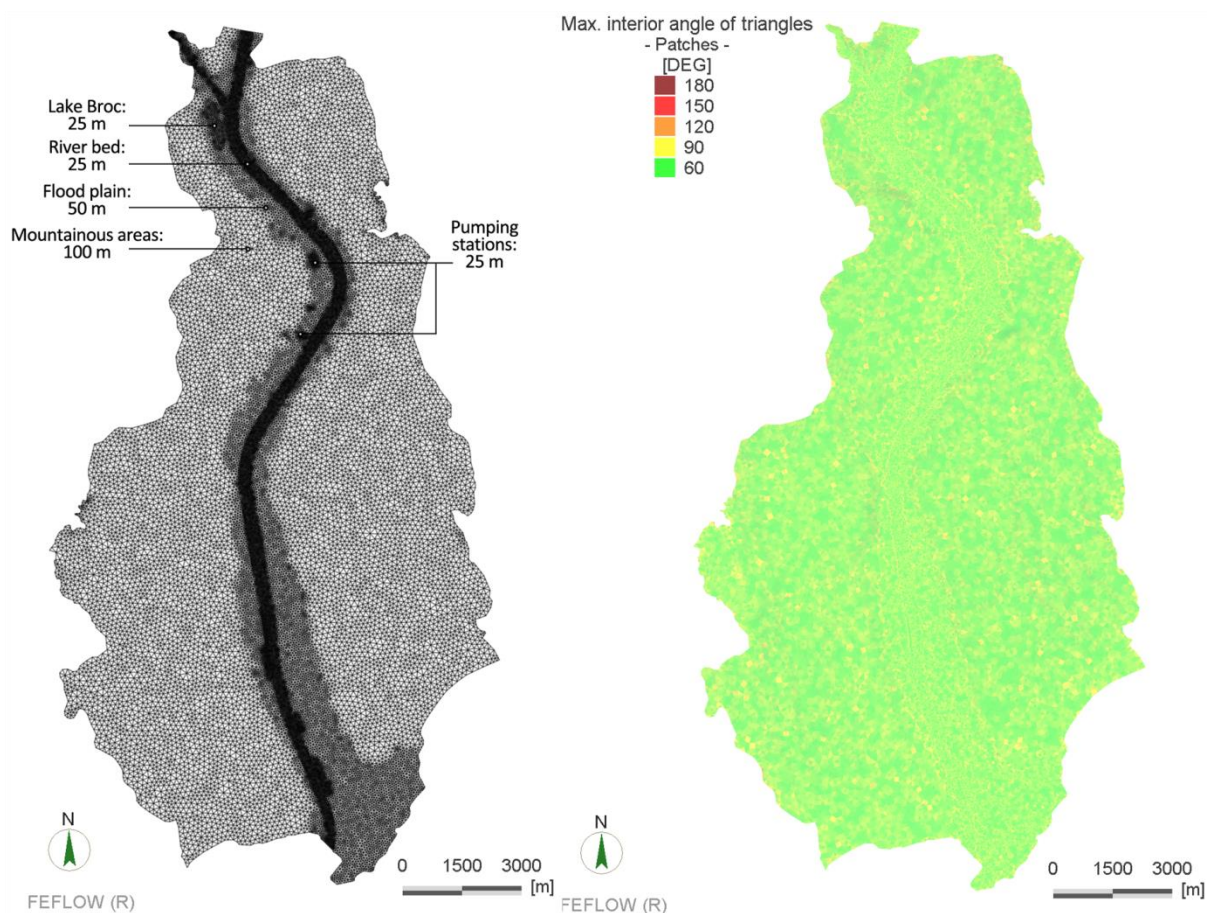 Lake Broc:
25 m
River bed:
25 m
Flood plain:
50 m
Mountainous areas:
100 m
Pumping
stations:
25 m
N
0 1500 3000
[m]
FEFLOW (R)
Max. interior angle of triangles
- Patches -
[DEG]
180
150
120
90
60
N
0 1500 3000
[m]
FEFLOW (R)